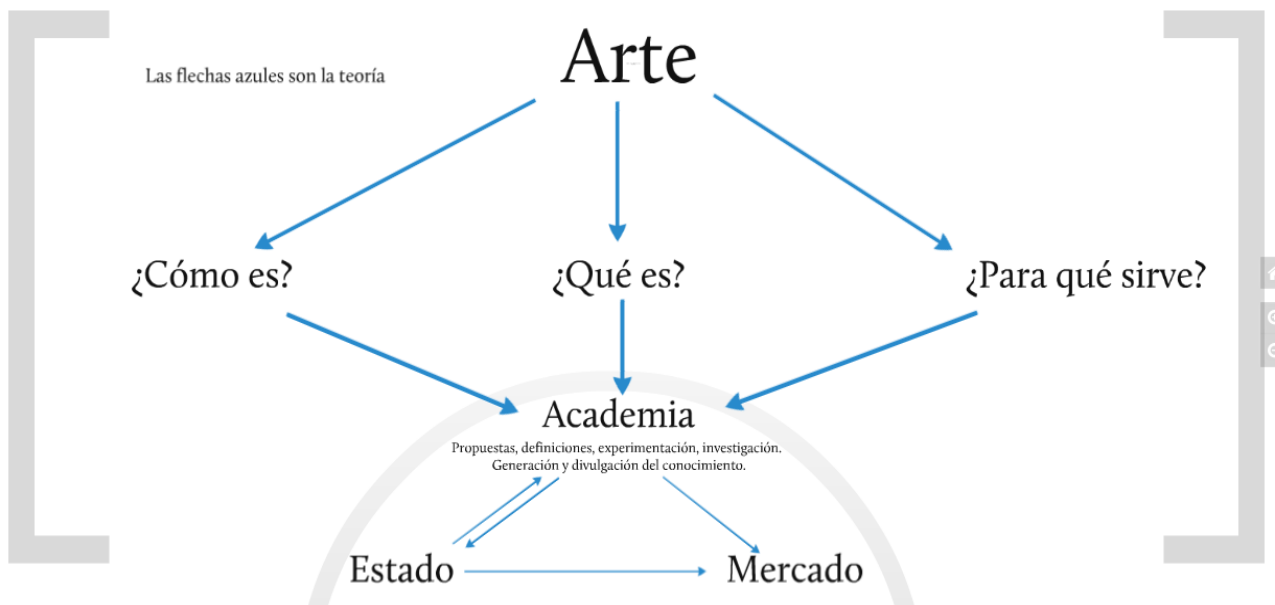 Arte
Las flechas azules son la teoría
¿Cómo es?
¿Qué es?
¿Para qué sirve?
Academia
Propuestas, definiciones, experimentación, investigación.
Generación y divulgación del conocimiento.
Estado
Mercado